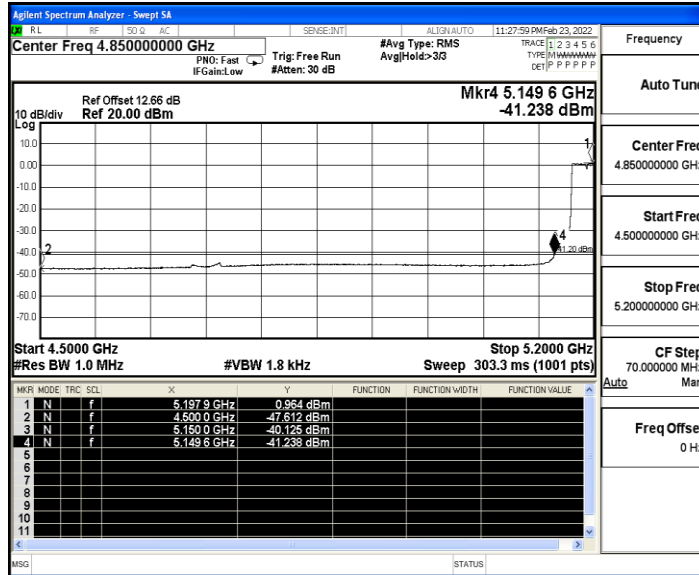 Agilent Spectrum Analyzer - Swept SA
RL RF 50 Ω AC SENSE:INT ALIGN AUTO 11:27:59 PM Feb 23, 2022
Center Freq 4.850000000 GHz
PNO: Fast
IFGain:Low
Trig: Free Run
#Atten: 30 dB
#Avg Type: RMS
Avg|Hold:>3/3
TRACE 1 2 3 4 5 6
TYPE M
DET P P P P P P
Mkr4 5.149 6 GHz
-41.238 dBm
Ref Offset 12.66 dB
10 dB/div Ref 20.00 dBm
Log
10.0
0.00
-10.0
-20.0
-30.0
-40.0
-50.0
-60.0
-70.0
1
2
4
Start 4.5000 GHz Stop 5.2000 GHz
#Res BW 1.0 MHz #VBW 1.8 kHz Sweep 303.3 ms (1001 pts)
MKR MODE TRC SCL X Y FUNCTION FUNCTION WIDTH FUNCTION VALUE
1 N f 5.197 9 GHz 0.964 dBm
2 N f 4.500 0 GHz -47.612 dBm
3 N f 5.150 0 GHz -40.125 dBm
4 N f 5.149 6 GHz -41.238 dBm
5
6
7
8
9
10
11
MSG STATUS
Frequency
Auto Tune
Center Freq
4.850000000 GHz
Start Freq
4.500000000 GHz
Stop Freq
5.200000000 GHz
CF Step
70.000000 MHz
Auto Man
Freq Offset
0 Hz